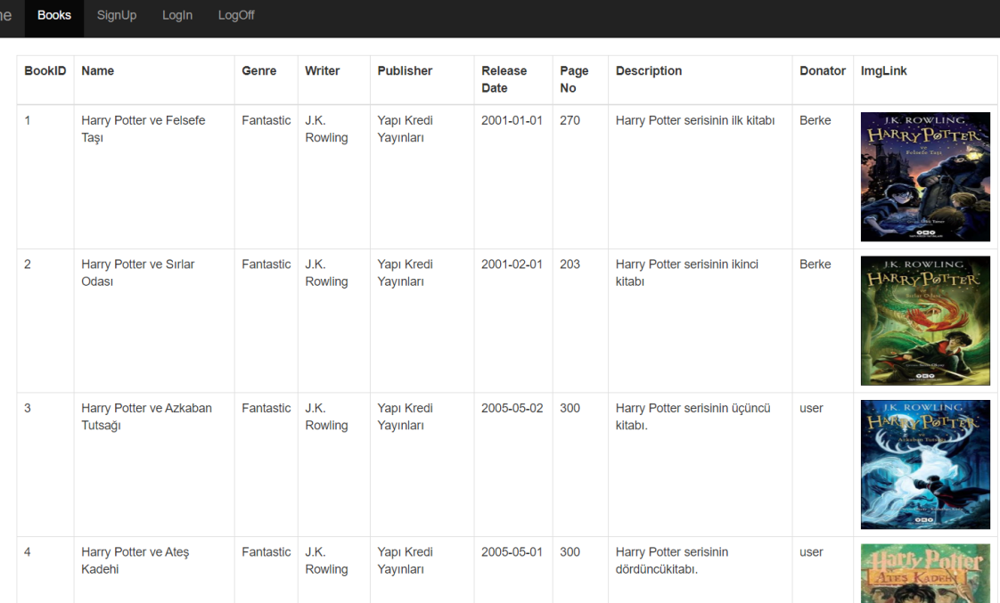 ne Books SignUp LogIn LogOff
BookID Name Genre Writer Publisher Release Date Page No Description Donator ImgLink
1 Harry Potter ve Felsefe Taşı Fantastic J.K. Rowling Yapı Kredi Yayınları 2001-01-01 270 Harry Potter serisinin ilk kitabı Berke
J.K. ROWLING
HARRY POTTER
ve
Felsefe Taşı
2 Harry Potter ve Sırlar Odası Fantastic J.K. Rowling Yapı Kredi Yayınları 2001-02-01 203 Harry Potter serisinin ikinci kitabı Berke
J.K. ROWLING
HARRY POTTER
ve
Sırlar Odası
3 Harry Potter ve Azkaban Tutsağı Fantastic J.K. Rowling Yapı Kredi Yayınları 2005-05-02 300 Harry Potter serisinin üçüncü kitabı. user
J.K. ROWLING
HARRY POTTER
ve
Azkaban Tutsağı
4 Harry Potter ve Ateş Kadehi Fantastic J.K. Rowling Yapı Kredi Yayınları 2005-05-01 300 Harry Potter serisinin dördüncükitabı. user
Harry Potter
ATEŞ KADEHİ